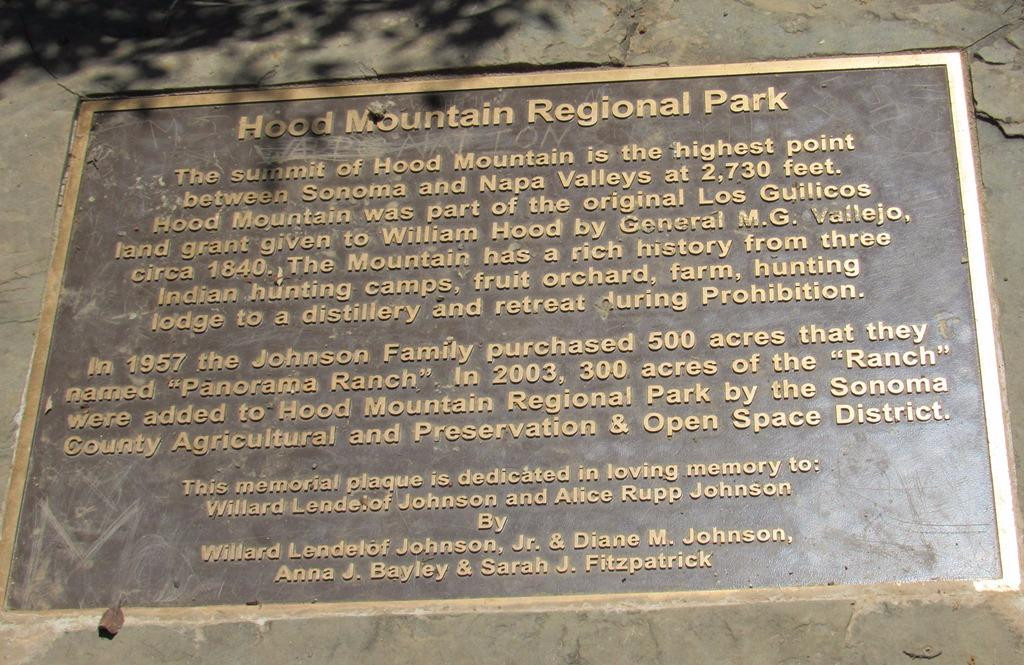 Hood Mountain Regional Park
The summit of Hood Mountain is the highest point
between Sonoma and Napa Valleys at 2,730 feet.
Hood Mountain was part of the original Los Guilicos
land grant given to William Hood by General M.G. Vallejo,
circa 1840. The Mountain has a rich history from three
Indian hunting camps, fruit orchard, farm, hunting
lodge to a distillery and retreat during Prohibition.
In 1957 the Johnson Family purchased 500 acres that they
named “Panorama Ranch”. In 2003, 300 acres of the “Ranch”
were added to Hood Mountain Regional Park by the Sonoma
County Agricultural and Preservation & Open Space District.
This memorial plaque is dedicated in loving memory to:
Willard Lendelof Johnson and Alice Rupp Johnson
By
Willard Lendelof Johnson, Jr. & Diane M. Johnson,
Anna J. Bayley & Sarah J. Fitzpatrick